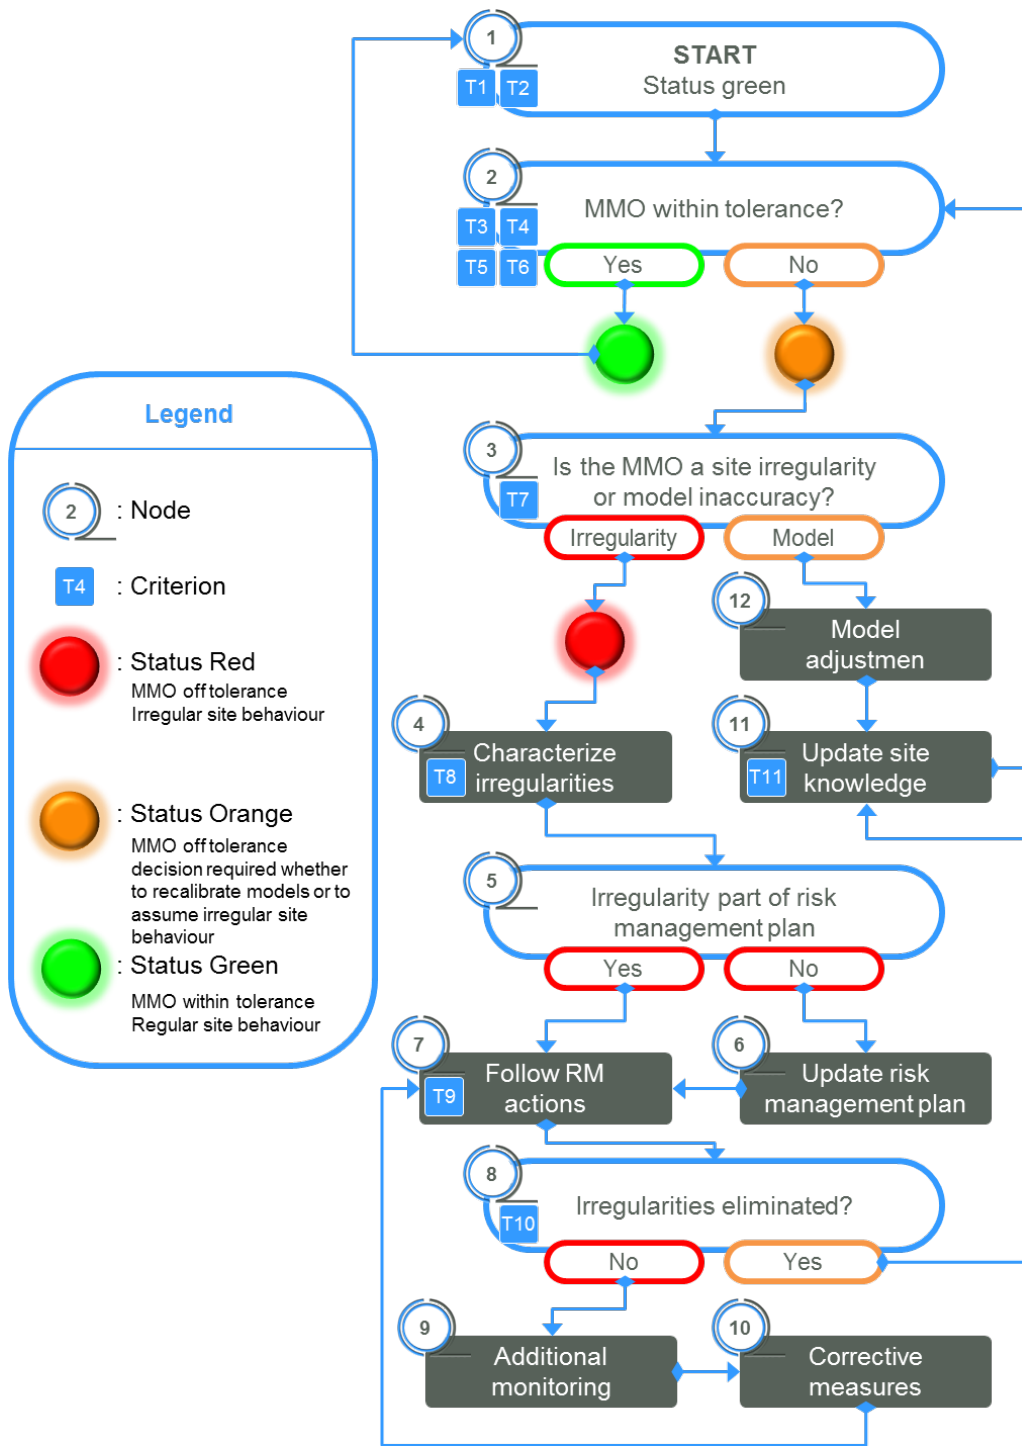 1
START
Status green
T1 T2
2
MMO within tolerance?
T3 T4
T5 T6
Yes
No
Legend
2 : Node
T4 : Criterion
: Status Red
MMO off tolerance
Irregular site behaviour
: Status Orange
MMO off tolerance
decision required whether
to recalibrate models or to
assume irregular site
behaviour
: Status Green
MMO within tolerance
Regular site behaviour
3
Is the MMO a site irregularity
or model inaccuracy?
T7
Irregularity
Model
12
Model
adjustmen
4
Characterize
irregularities
T8
11
Update site
knowledge
T11
5
Irregularity part of risk
management plan
Yes
No
7
Follow RM
actions
T9
6
Update risk
management plan
8
Irregularities eliminated?
T10
No
Yes
9
Additional
monitoring
10
Corrective
measures